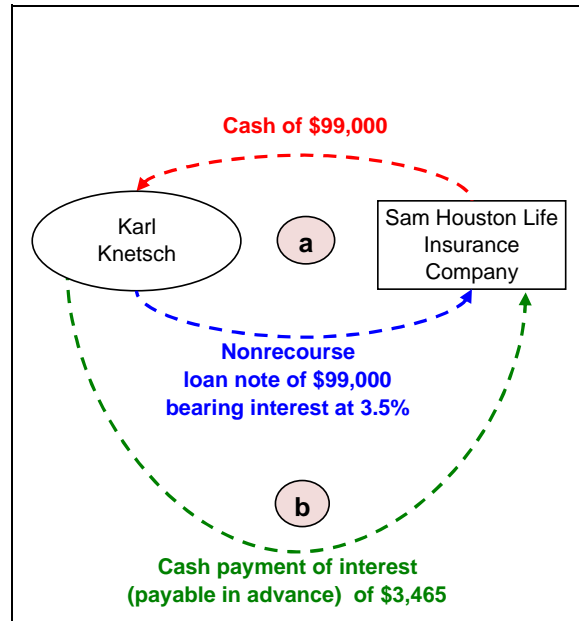 Cash of $99,000
Karl
Knetsch
a
Sam Houston Life
Insurance
Company
Nonrecourse
loan note of $99,000
bearing interest at 3.5%
b
Cash payment of interest
(payable in advance) of $3,465